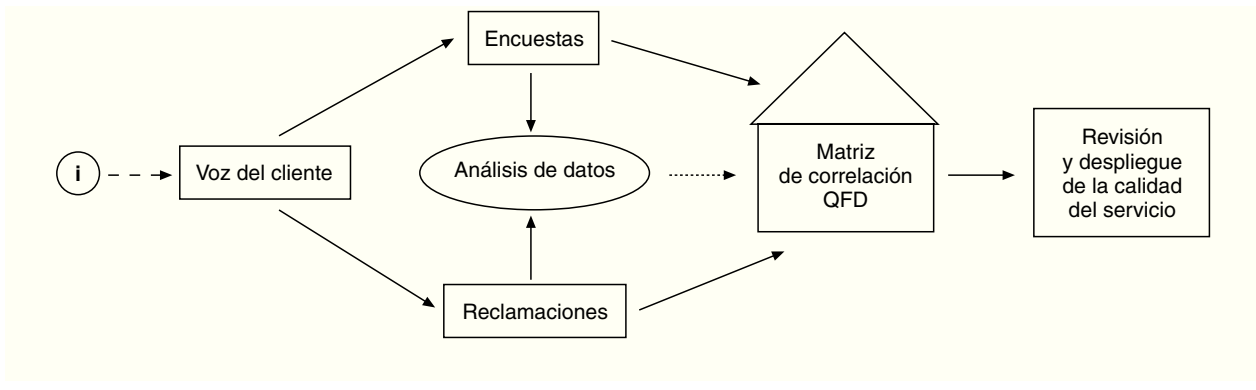 i
Voz del cliente
Encuestas
Análisis de datos
Reclamaciones
Matriz
de correlación
QFD
Revisión
y despliegue
de la calidad
del servicio